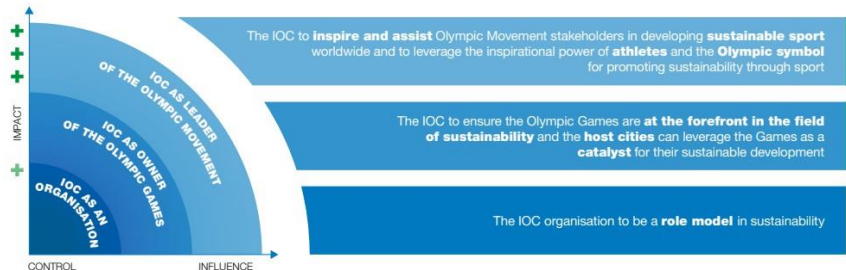 The IOC to inspire and assist Olympic Movement stakeholders in developing sustainable sport
worldwide and to leverage the inspirational power of athletes and the Olympic symbol
for promoting sustainability through sport
IOC AS LEADER
OF THE OLYMPIC MOVEMENT
The IOC to ensure the Olympic Games are at the forefront in the field
of sustainability and the host cities can leverage the Games as a
catalyst for their sustainable development
IOC AS OWNER
OF THE OLYMPIC GAMES
The IOC organisation to be a role model in sustainability
IOC AS AN
ORGANISATION
IMPACT
CONTROL
INFLUENCE